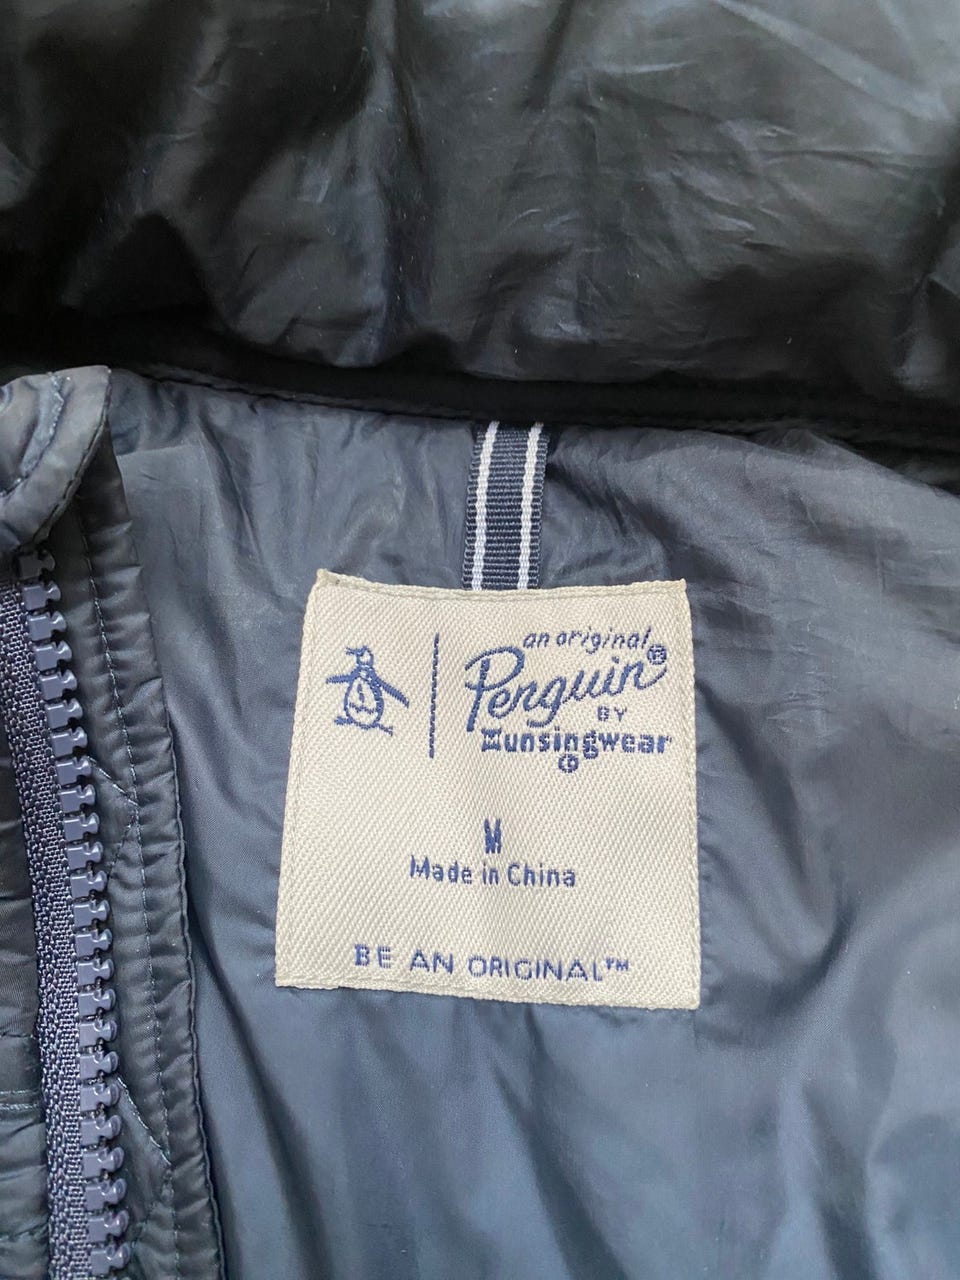 an original
Penguin®
BY
Munsingwear
M
Made in China
BE AN ORIGINAL™